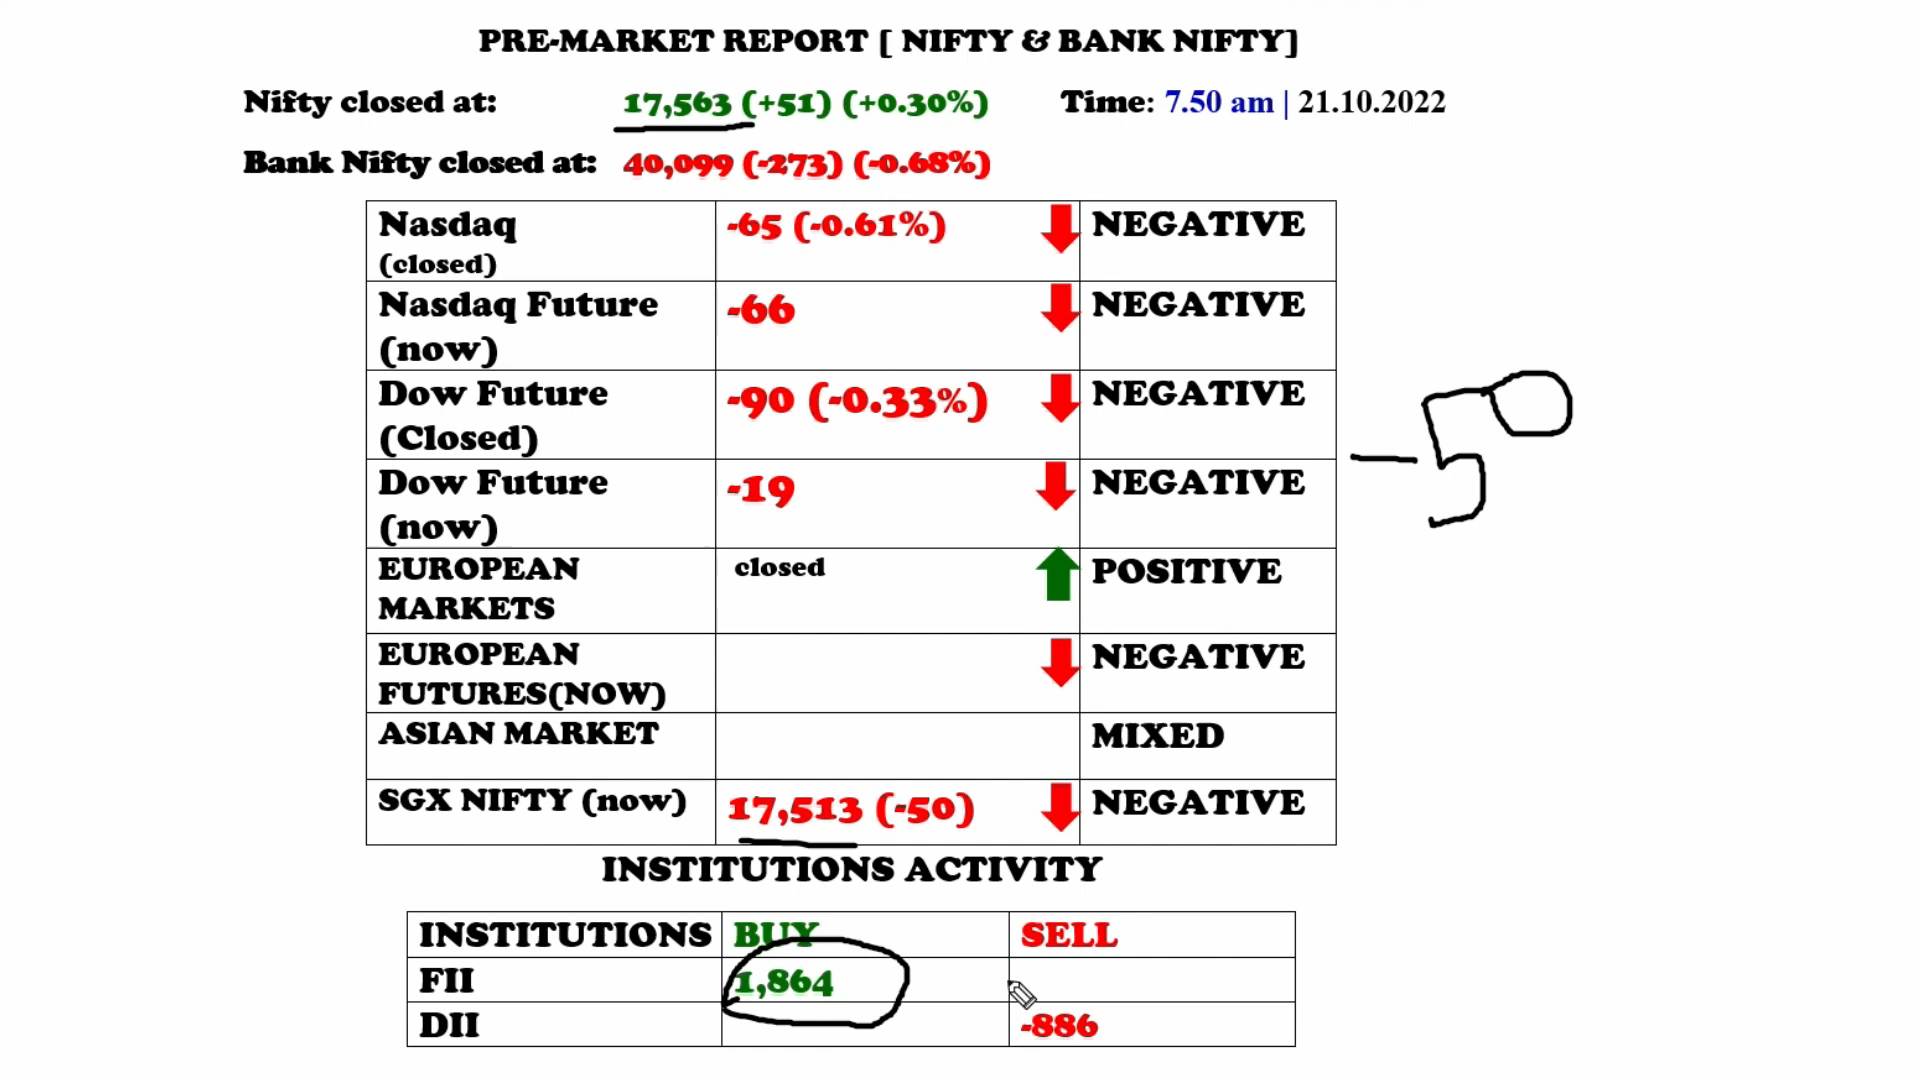 PRE-MARKET REPORT [ NIFTY & BANK NIFTY]
Nifty closed at: 17,563 (+51) (+0.30%) Time: 7.50 am | 21.10.2022
Bank Nifty closed at: 40,099 (-273) (-0.68%)
Nasdaq -65 (-0.61%) NEGATIVE
(closed)
Nasdaq Future -66 NEGATIVE
(now)
Dow Future -90 (-0.33%) NEGATIVE
(Closed)
Dow Future -19 NEGATIVE
(now)
-50
EUROPEAN closed POSITIVE
MARKETS
EUROPEAN NEGATIVE
FUTURES(NOW)
ASIAN MARKET MIXED
SGX NIFTY (now) 17,513 (-50) NEGATIVE
INSTITUTIONS ACTIVITY
INSTITUTIONS BUY SELL
FII 1,864
DII -886